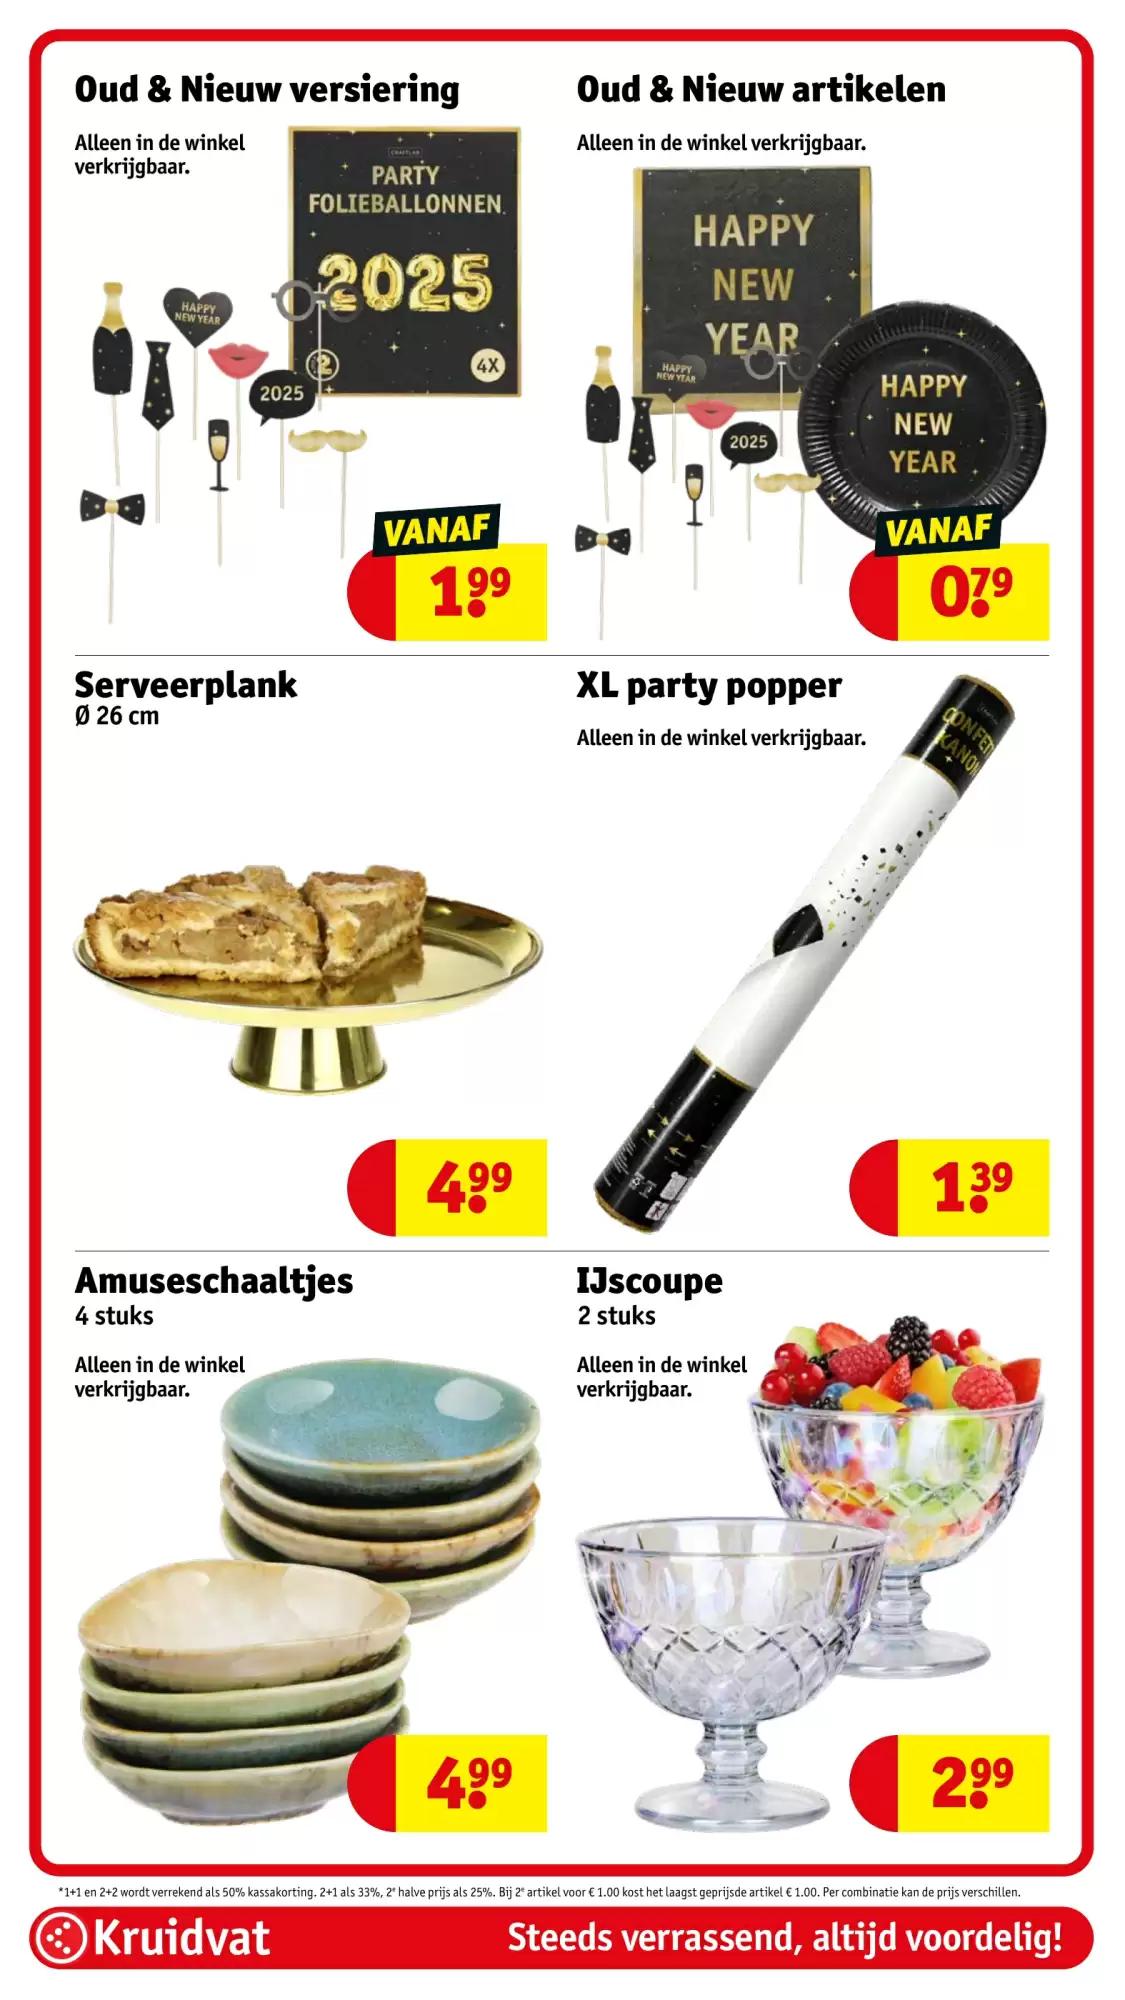 Oud & Nieuw versiering
Alleen in de winkel
verkrijgbaar.
CRAFTLAB
PARTY
FOLIEBALLONNEN
2025
4X
HAPPY
NEW YEAR
2025
VANAF
1.99
Oud & Nieuw artikelen
Alleen in de winkel verkrijgbaar.
HAPPY
NEW
YEAR
HAPPY
NEW YEAR
2025
HAPPY
NEW
YEAR
VANAF
0.79
Serveerplank
Ø 26 cm
4.99
XL party popper
Alleen in de winkel verkrijgbaar.
CONFETTI
KANON
1.39
Amuseschaaltjes
4 stuks
Alleen in de winkel
verkrijgbaar.
4.99
IJscoupe
2 stuks
Alleen in de winkel
verkrijgbaar.
2.99
*1+1 en 2+2 wordt verrekend als 50% kassakorting. 2+1 als 33%, 2e halve prijs als 25%. Bij 2e artikel voor € 1.00 kost het laagst geprijsde artikel € 1.00. Per combinatie kan de prijs verschillen.
Kruidvat
Steeds verrassend, altijd voordelig!